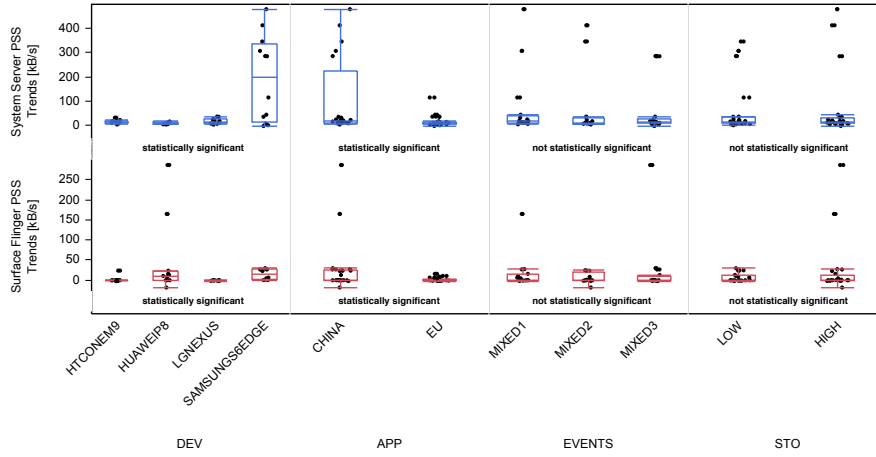 System Server PSS
Trends [kB/s]
400
300
200
100
0
statistically significant
statistically significant
not statistically significant
not statistically significant
Surface Flinger PSS
Trends [kB/s]
250
200
150
100
50
0
statistically significant
statistically significant
not statistically significant
not statistically significant
HTCONEM9
HUAWEIP8
LGNEXUS
SAMSUNGS6EDGE
CHINA
EU
MIXED1
MIXED2
MIXED3
LOW
HIGH
DEV
APP
EVENTS
STO